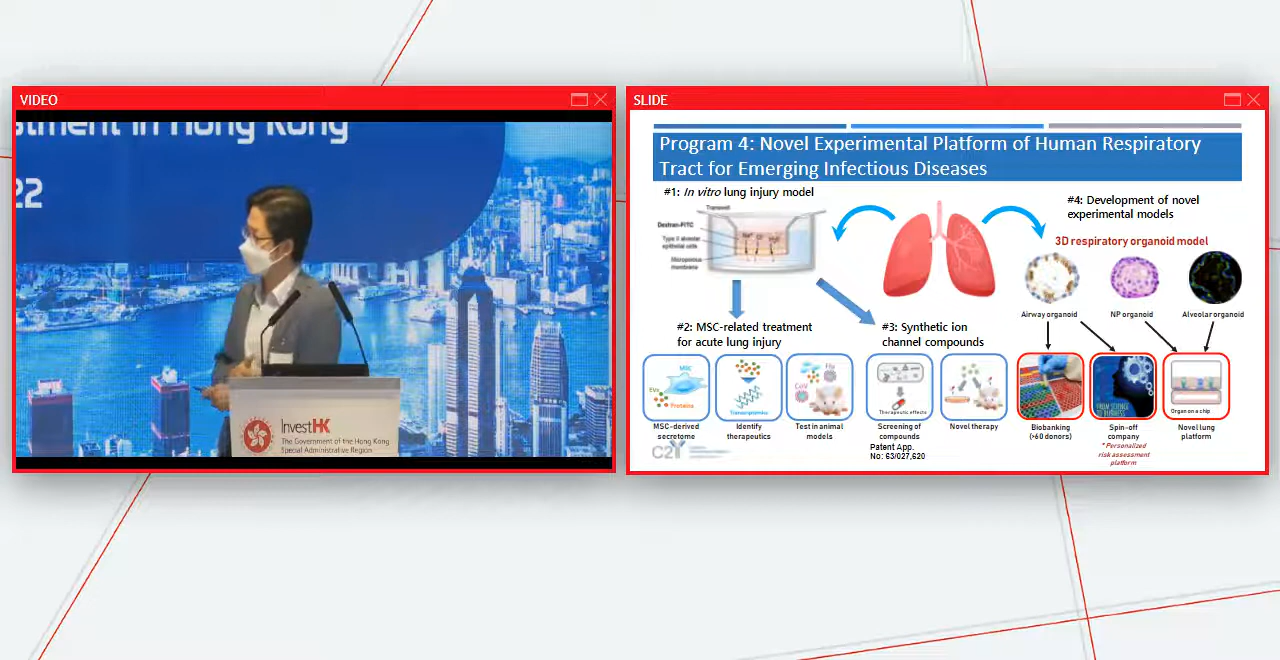 VIDEO
stment in Hong Kong
22
InvestHK
The Government of the Hong Kong
Special Administrative Region
SLIDE
Program 4: Novel Experimental Platform of Human Respiratory
Tract for Emerging Infectious Diseases
#1: In vitro lung injury model
Transwell
Dextran-FITC
Type II alveolar
epithelial cells
Microporous
membrane
#4: Development of novel
experimental models
3D respiratory organoid model
Airway organoid
NP organoid
Alveolar organoid
#2: MSC-related treatment
for acute lung injury
#3: Synthetic ion
channel compounds
MSC
EVs
Proteins
MSC-derived
secretome
Transcriptomics
Identify
therapeutics
Flu
CoV
Test in animal
models
Therapeutic effects
Screening of
compounds
Patent App.
No: 63/027,620
Novel therapy
Biobanking
(>60 donors)
FROM SCIENCE
TO BUSINESS
Spin-off
company
*Personalized
risk assessment
platform
Organ on a chip
Novel lung
platform
C2